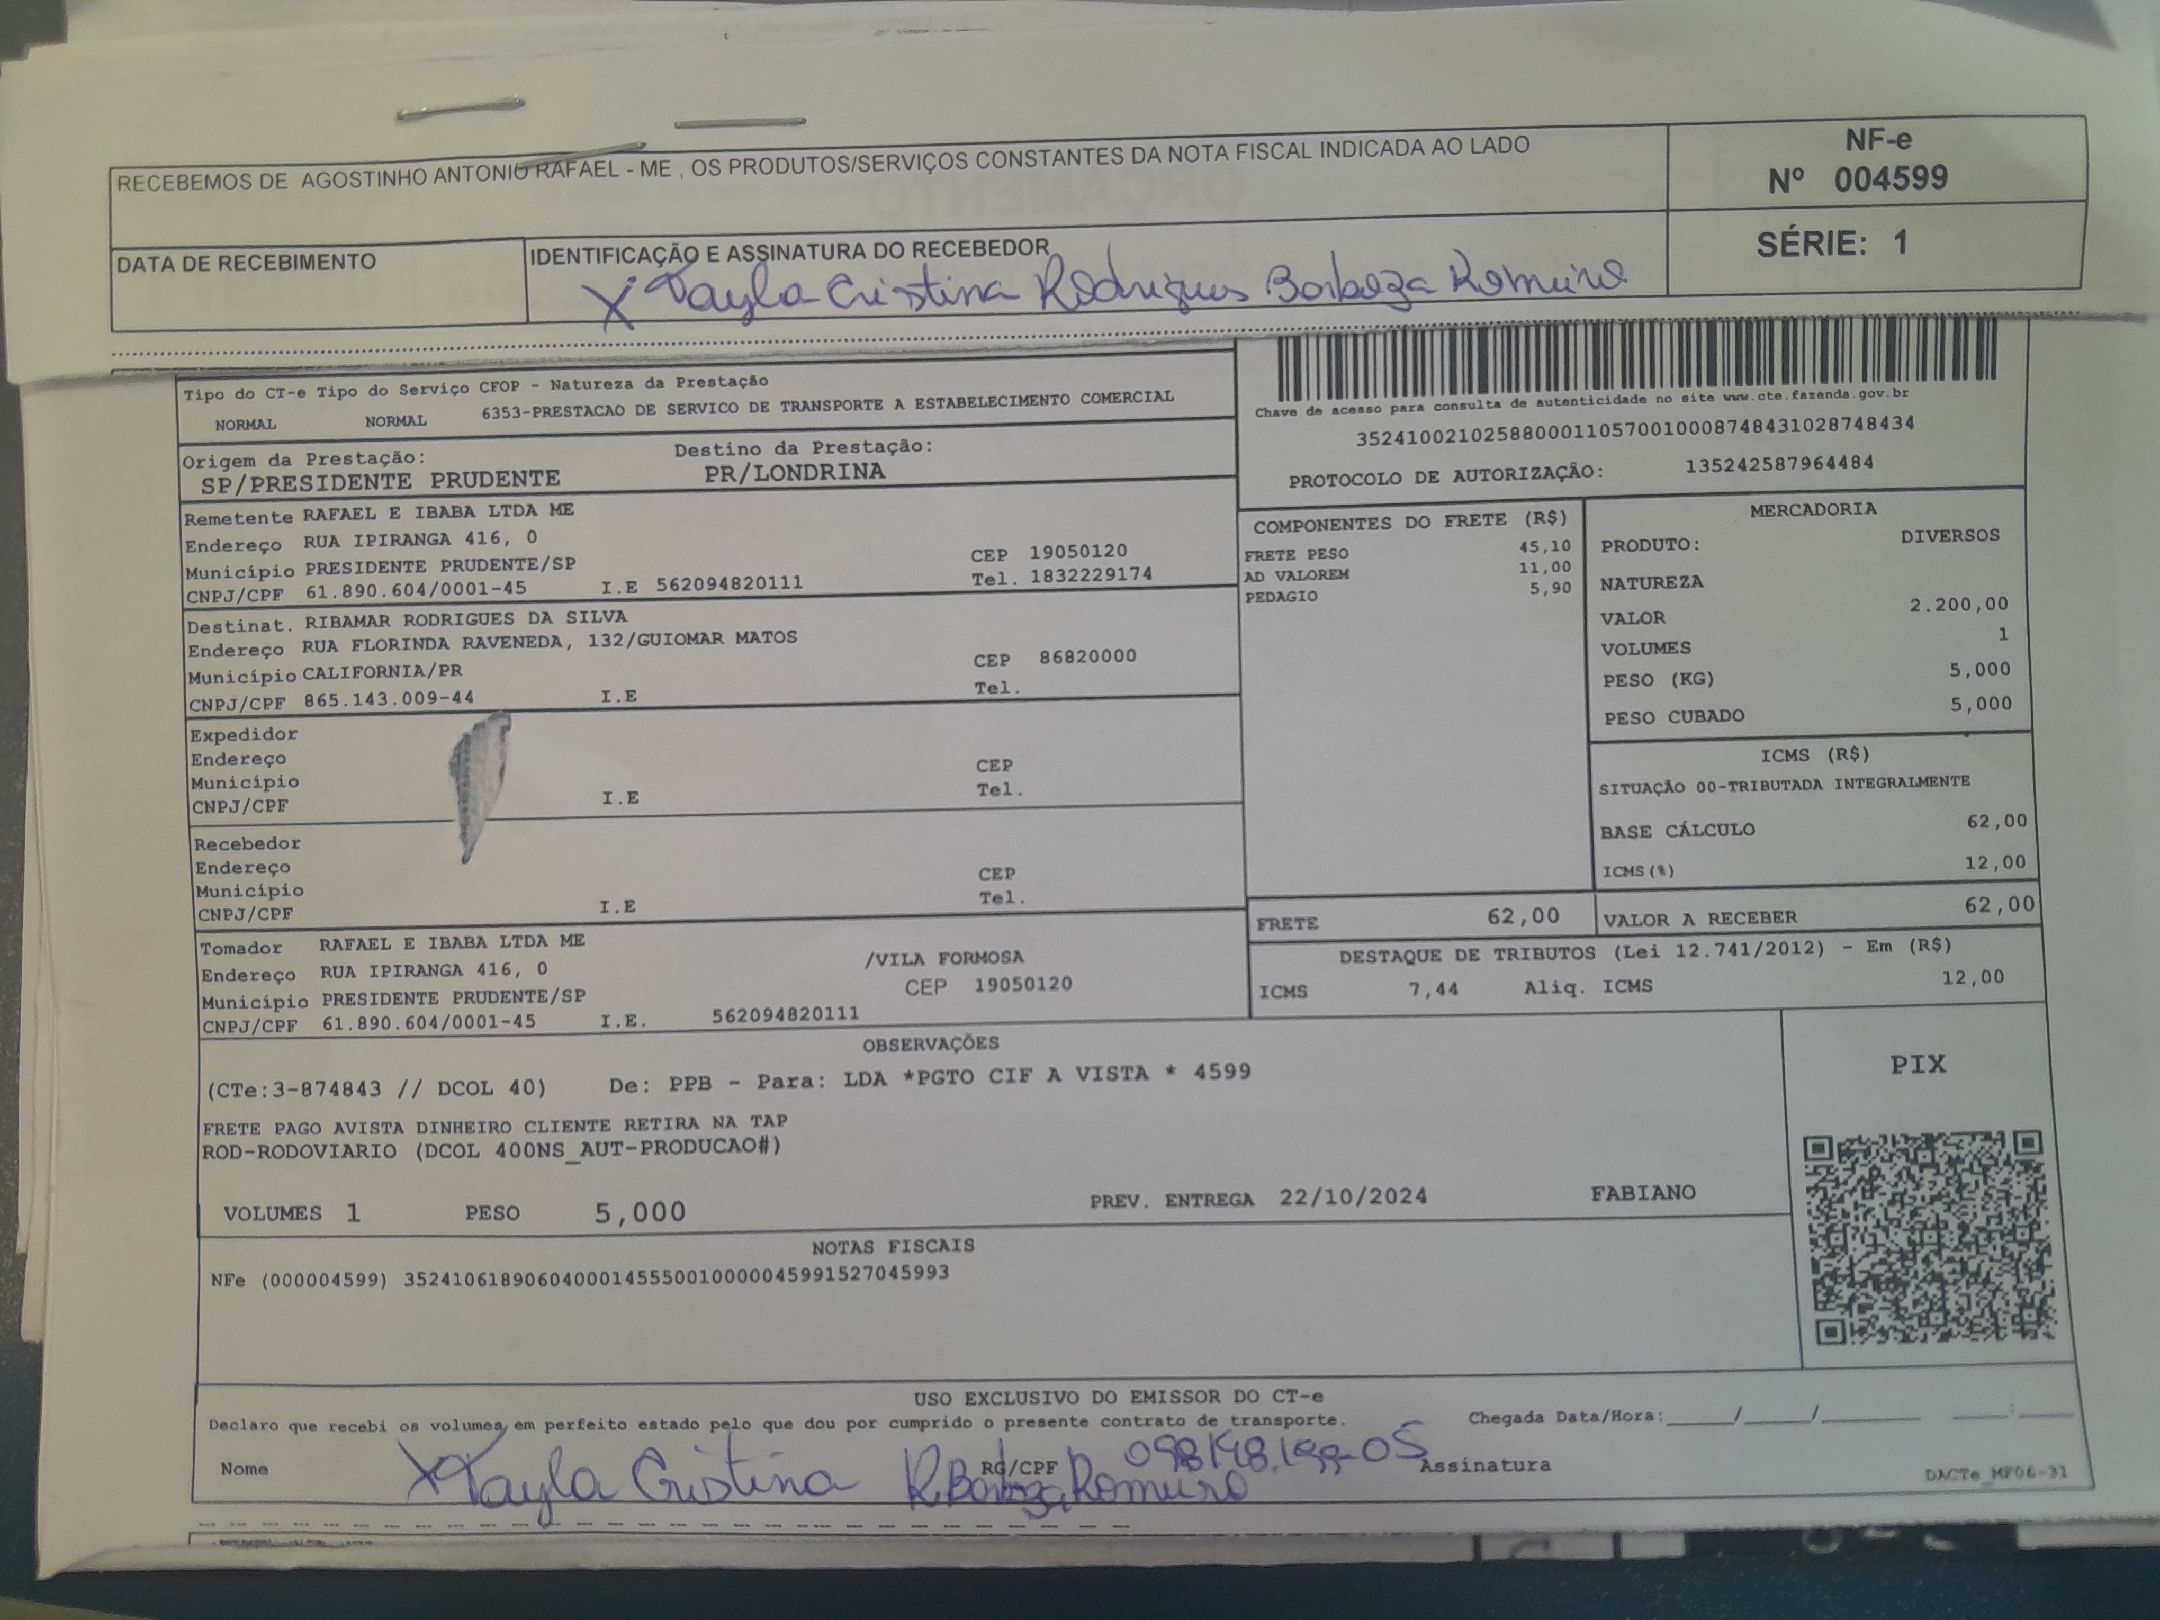 RECEBEMOS DE AGOSTINHO ANTONIO RAFAEL - ME , OS PRODUTOS/SERVIÇOS CONSTANTES DA NOTA FISCAL INDICADA AO LADO
NF-e
Nº 004599
SÉRIE: 1
DATA DE RECEBIMENTO
IDENTIFICAÇÃO E ASSINATURA DO RECEBEDOR
X Tayla Cristina Rodrigues Barboza Romeiro
Tipo do CT-e Tipo do Serviço CFOP - Natureza da Prestação
NORMAL NORMAL 6353-PRESTACAO DE SERVICO DE TRANSPORTE A ESTABELECIMENTO COMERCIAL
Chave de acesso para consulta de autenticidade no site www.cte.fazenda.gov.br
35241002102588000110570010008748431028748434
PROTOCOLO DE AUTORIZAÇÃO: 135242587964484
Origem da Prestação: Destino da Prestação:
SP/PRESIDENTE PRUDENTE PR/LONDRINA
Remetente RAFAEL E IBABA LTDA ME
Endereço RUA IPIRANGA 416, 0
CEP 19050120
Município PRESIDENTE PRUDENTE/SP
Tel. 1832229174
CNPJ/CPF 61.890.604/0001-45 I.E 562094820111
Destinat. RIBAMAR RODRIGUES DA SILVA
Endereço RUA FLORINDA RAVENEDA, 132/GUIOMAR MATOS
Município CALIFORNIA/PR CEP 86820000
CNPJ/CPF 865.143.009-44 I.E Tel.
Expedidor
Endereço
Município CEP
CNPJ/CPF I.E Tel.
Recebedor
Endereço
Município CEP
CNPJ/CPF I.E Tel.
Tomador RAFAEL E IBABA LTDA ME
Endereço RUA IPIRANGA 416, 0 /VILA FORMOSA
Município PRESIDENTE PRUDENTE/SP CEP 19050120
CNPJ/CPF 61.890.604/0001-45 I.E. 562094820111
COMPONENTES DO FRETE (R$)
FRETE PESO 45,10
AD VALOREM 11,00
PEDAGIO 5,90
MERCADORIA
PRODUTO: DIVERSOS
NATUREZA
VALOR 2.200,00
VOLUMES 1
PESO (KG) 5,000
PESO CUBADO 5,000
ICMS (R$)
SITUAÇÃO 00-TRIBUTADA INTEGRALMENTE
BASE CÁLCULO 62,00
ICMS(%) 12,00
FRETE 62,00 VALOR A RECEBER 62,00
DESTAQUE DE TRIBUTOS (Lei 12.741/2012) - Em (R$)
ICMS 7,44 Aliq. ICMS 12,00
OBSERVAÇÕES
(CTe:3-874843 // DCOL 40) De: PPB - Para: LDA *PGTO CIF A VISTA * 4599
FRETE PAGO AVISTA DINHEIRO CLIENTE RETIRA NA TAP
ROD-RODOVIARIO (DCOL 400NS_AUT-PRODUCAO#)
VOLUMES 1 PESO 5,000 PREV. ENTREGA 22/10/2024 FABIANO
PIX
NOTAS FISCAIS
NFe (000004599) 35241061890604000145550010000045991527045993
USO EXCLUSIVO DO EMISSOR DO CT-e
Declaro que recebi os volumes em perfeito estado pelo que dou por cumprido o presente contrato de transporte. Chegada Data/Hora:____/____/______ ___:____
Nome X Tayla Cristina R. Barboza Romeiro RG/CPF Assinatura
DACTe_MF06-31